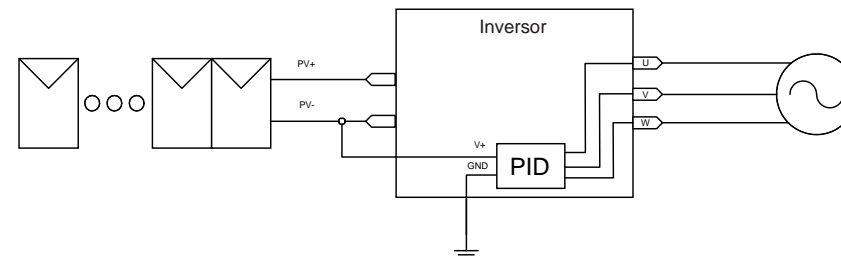 Inversor
PV+
U
PV-
V
W
V+
GND
PID